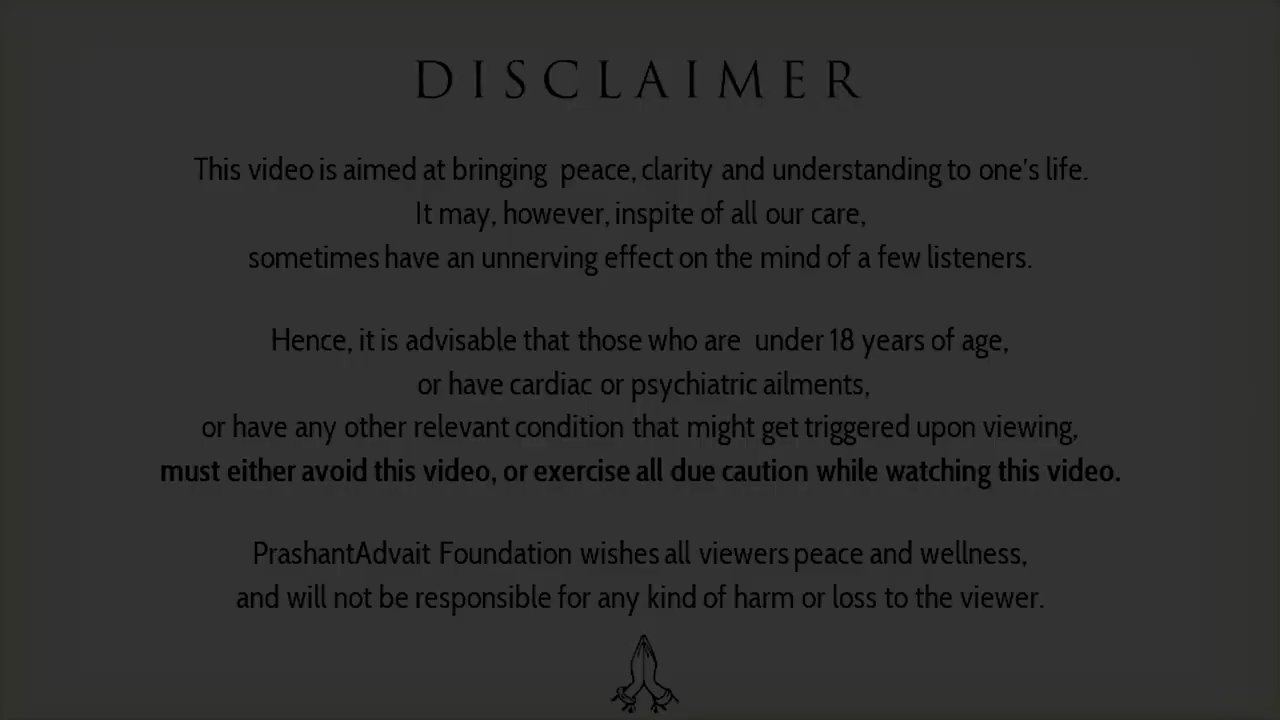 DISCLAIMER
This video is aimed at bringing peace, clarity and understanding to one's life.
It may, however, inspite of all our care,
sometimes have an unnerving effect on the mind of a few listeners.
Hence, it is advisable that those who are under 18 years of age,
or have cardiac or psychiatric ailments,
or have any other relevant condition that might get triggered upon viewing,
must either avoid this video, or exercise all due caution while watching this video.
PrashantAdvait Foundation wishes all viewers peace and wellness,
and will not be responsible for any kind of harm or loss to the viewer.